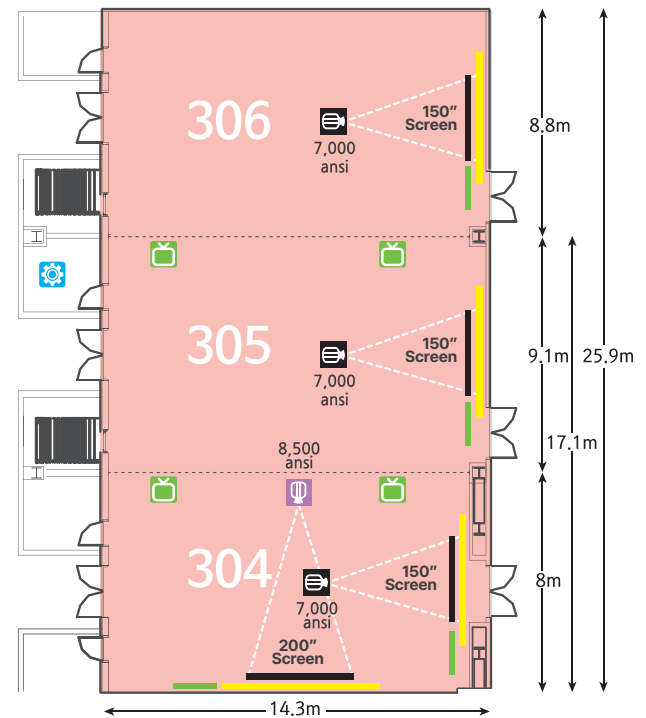 306
150”
Screen
7,000
ansi
8.8m
305
150”
Screen
7,000
ansi
9.1m
25.9m
17.1m
8,500
ansi
304
150”
Screen
7,000
ansi
8m
200”
Screen
14.3m